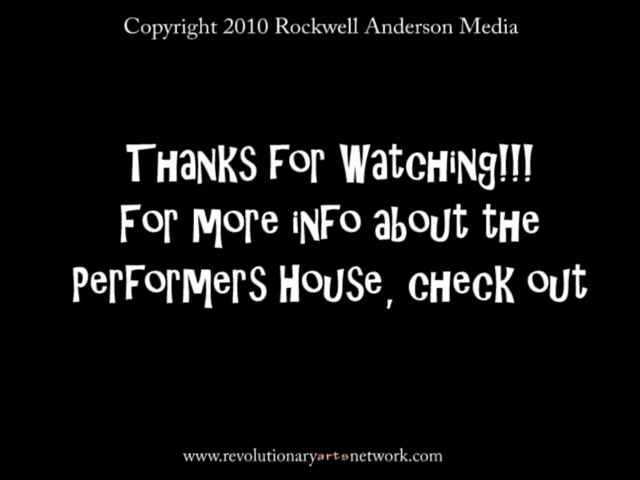 Copyright 2010 Rockwell Anderson Media
Thanks For Watching!!!
For more info about the
Performers House, check out
www.revolutionaryartsnetwork.com